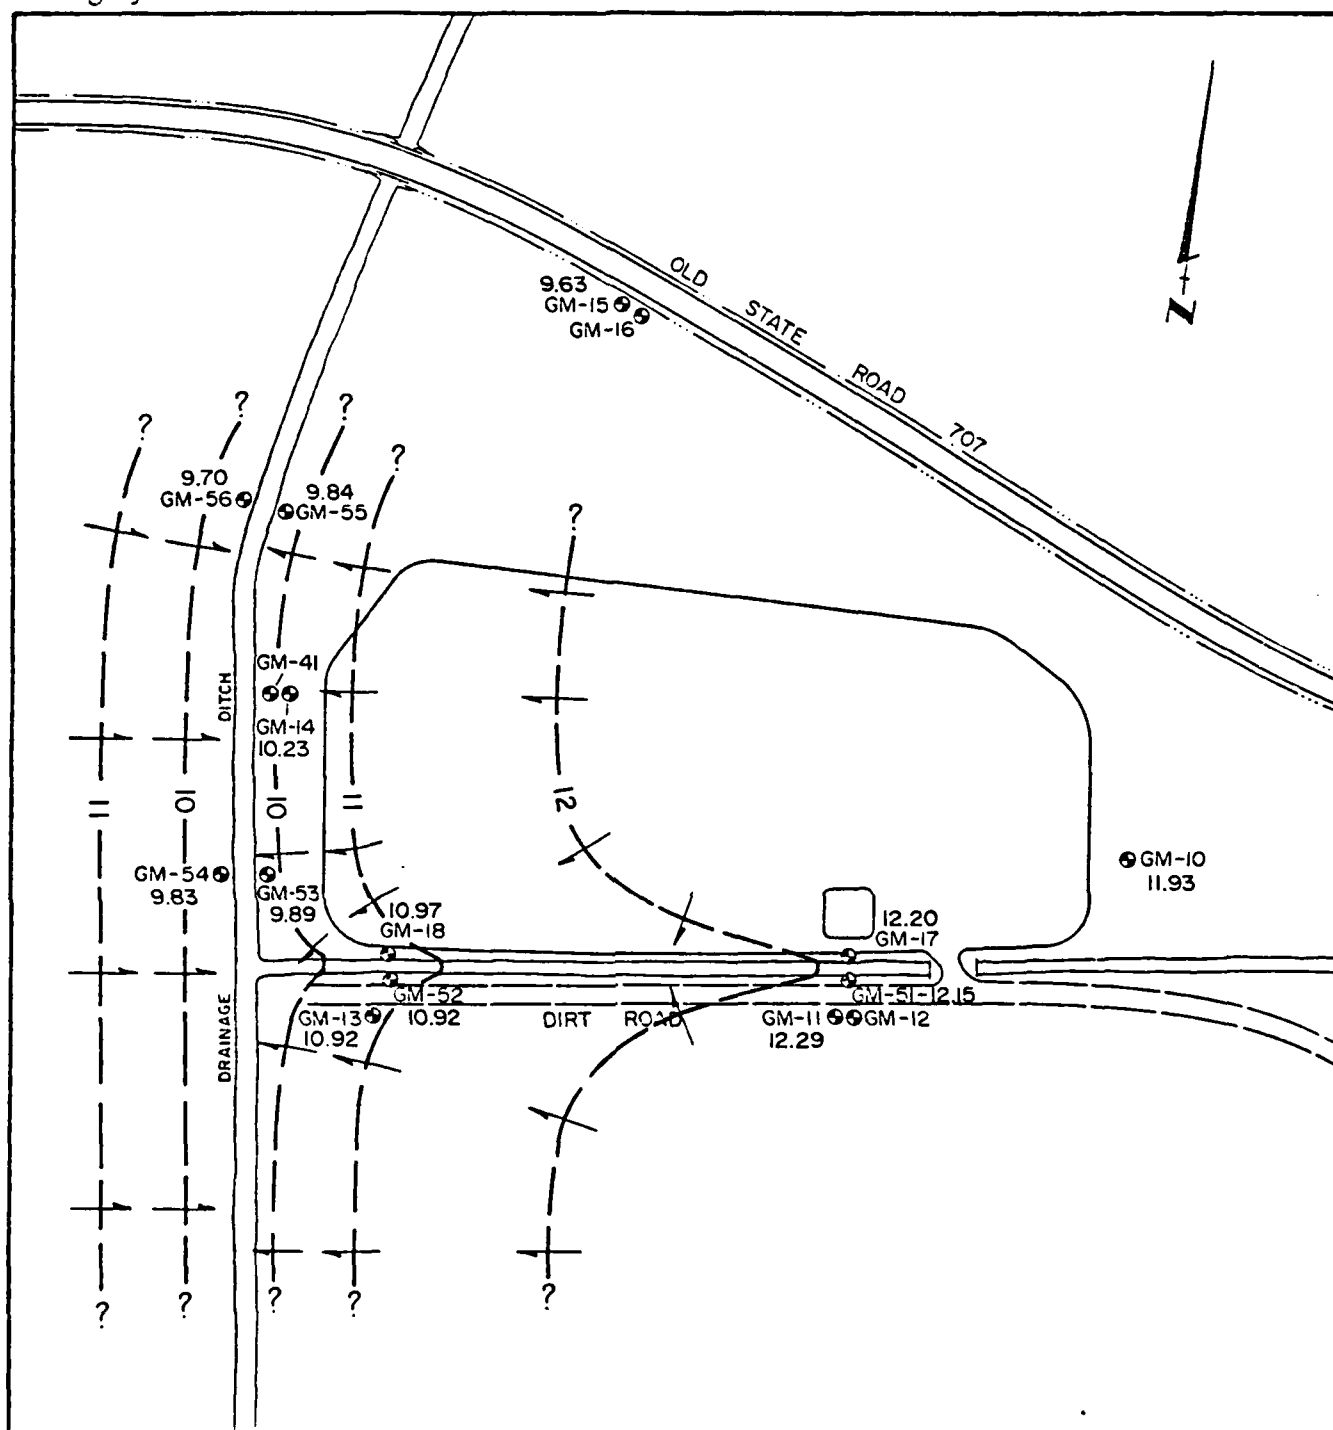 9.63
GM-15
GM-16
OLD STATE ROAD 707
N
?
?
?
?
?
9.70
GM-56
9.84
GM-55
GM-41
GM-14
10.23
DITCH
11
10
10
11
12
GM-54
9.83
GM-53
9.89
10.97
GM-18
GM-10
11.93
12.20
GM-17
GM-52
10.92
GM-51-12.15
GM-13
10.92
DIRT ROAD
GM-11
GM-12
12.29
DRAINAGE
?
?
?
?
?